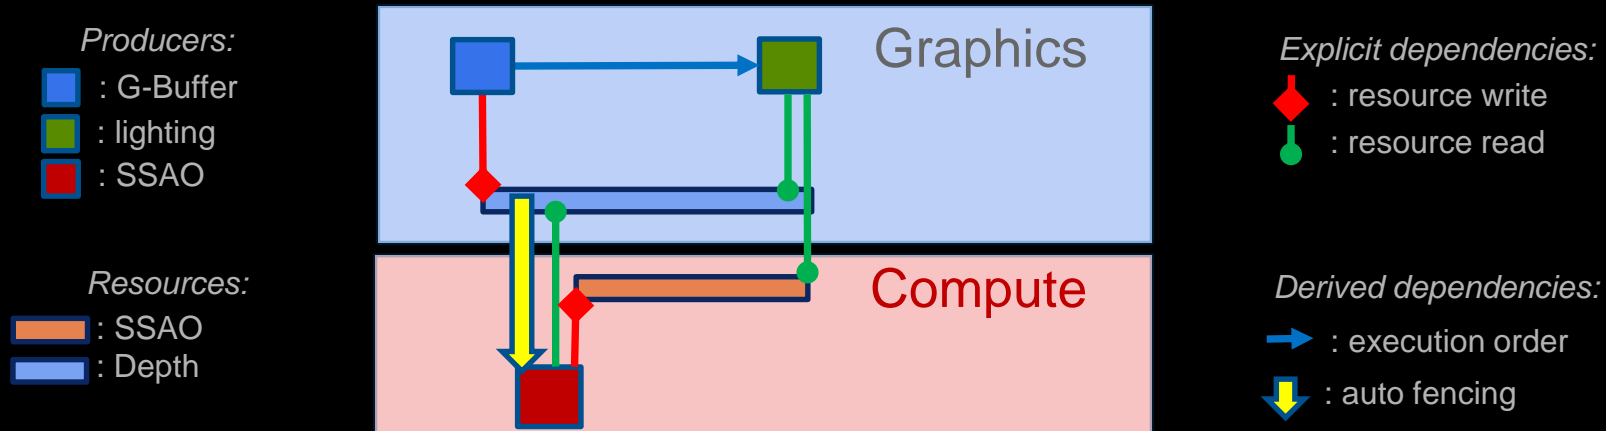 Producers:
: G-Buffer
: lighting
: SSAO
Resources:
: SSAO
: Depth
Graphics
Compute
Explicit dependencies:
: resource write
: resource read
Derived dependencies:
: execution order
: auto fencing